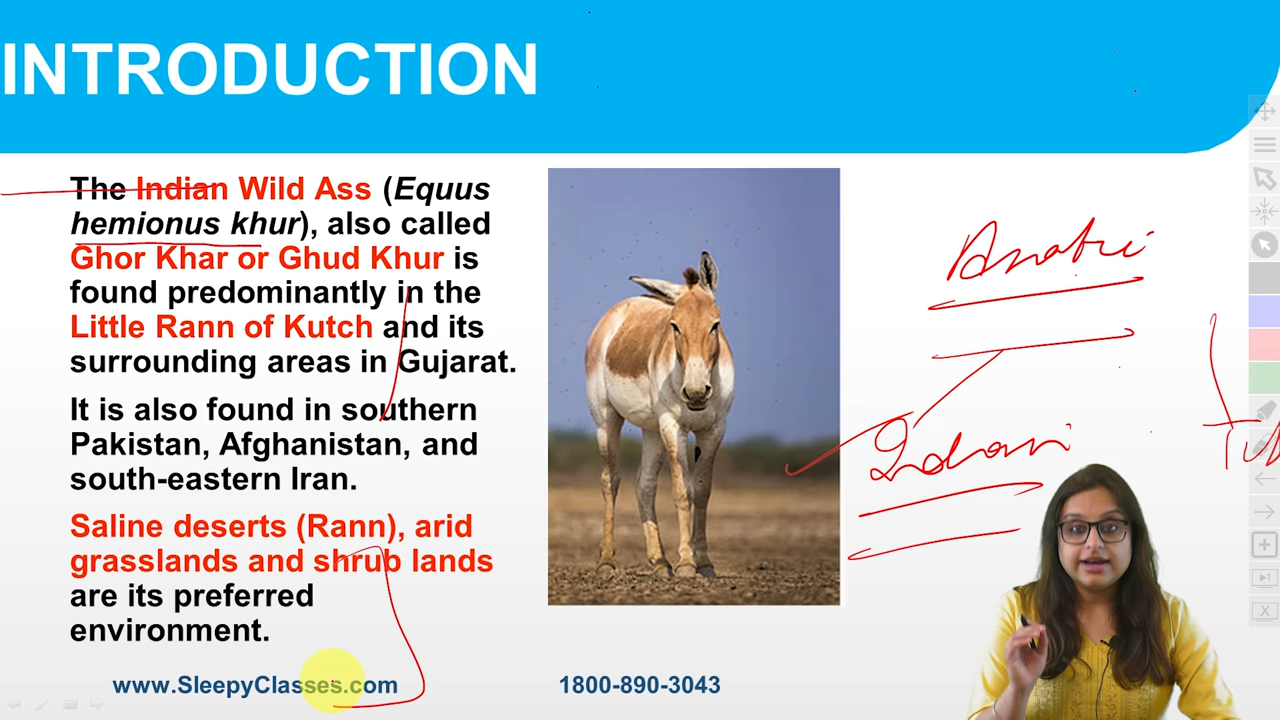 INTRODUCTION
The Indian Wild Ass (Equus
hemionus khur), also called
Ghor Khar or Ghud Khur is
found predominantly in the
Little Rann of Kutch and its
surrounding areas in Gujarat.
It is also found in southern
Pakistan, Afghanistan, and
south-eastern Iran.
Saline deserts (Rann), arid
grasslands and shrub lands
are its preferred
environment.
www.SleepyClasses.com
1800-890-3043